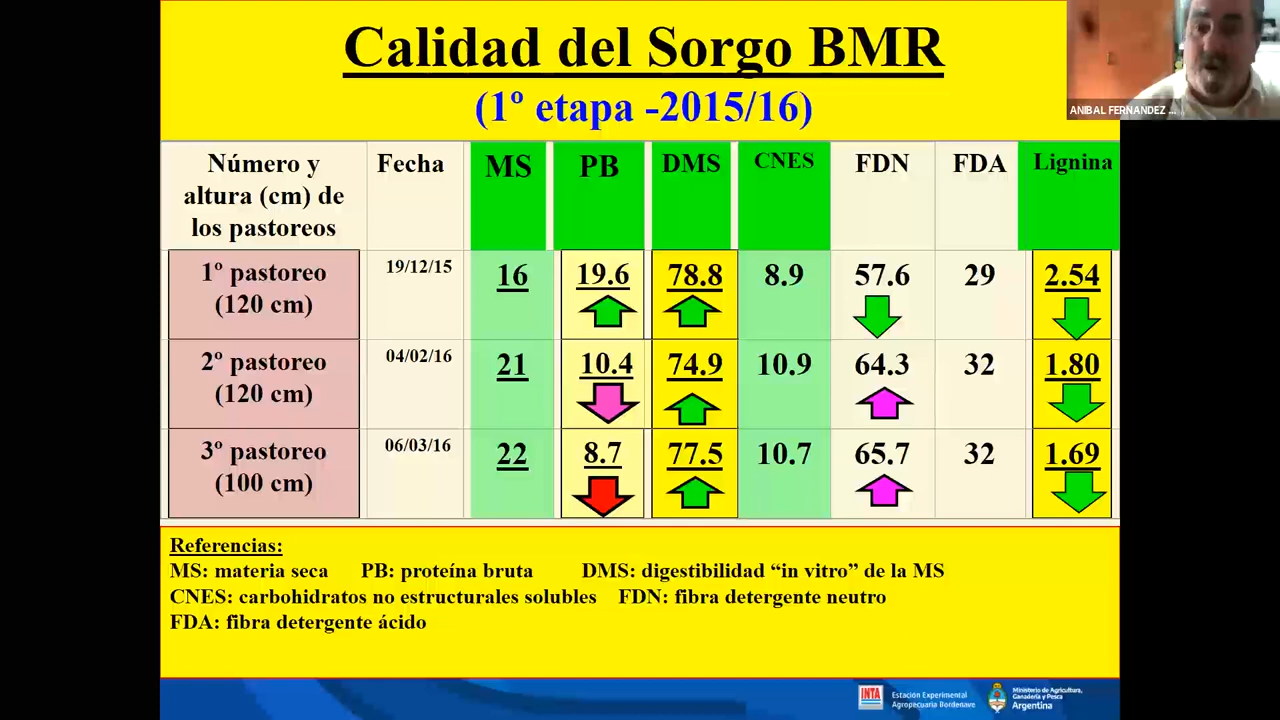 Calidad del Sorgo BMR
(1º etapa -2015/16)
ANIBAL FERNANDEZ ...
Número y altura (cm) de los pastoreos Fecha MS PB DMS CNES FDN FDA Lignina
1º pastoreo (120 cm) 19/12/15 16 19.6 78.8 8.9 57.6 29 2.54
2º pastoreo (120 cm) 04/02/16 21 10.4 74.9 10.9 64.3 32 1.80
3º pastoreo (100 cm) 06/03/16 22 8.7 77.5 10.7 65.7 32 1.69
Referencias:
MS: materia seca PB: proteína bruta DMS: digestibilidad “in vitro” de la MS
CNES: carbohidratos no estructurales solubles FDN: fibra detergente neutro
FDA: fibra detergente ácido
INTA
Estación Experimental
Agropecuaria Bordenave
Ministerio de Agricultura,
Ganadería y Pesca
Argentina